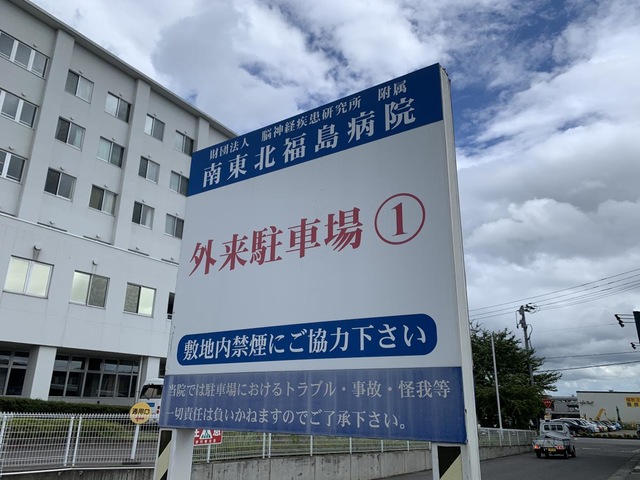 財団法人 脳神経疾患研究所 附属
南東北福島病院
外来駐車場①
敷地内禁煙にご協力下さい
当院では駐車場におけるトラブル・事故・怪我等
一切責任は負いかねますのでご了承下さい。